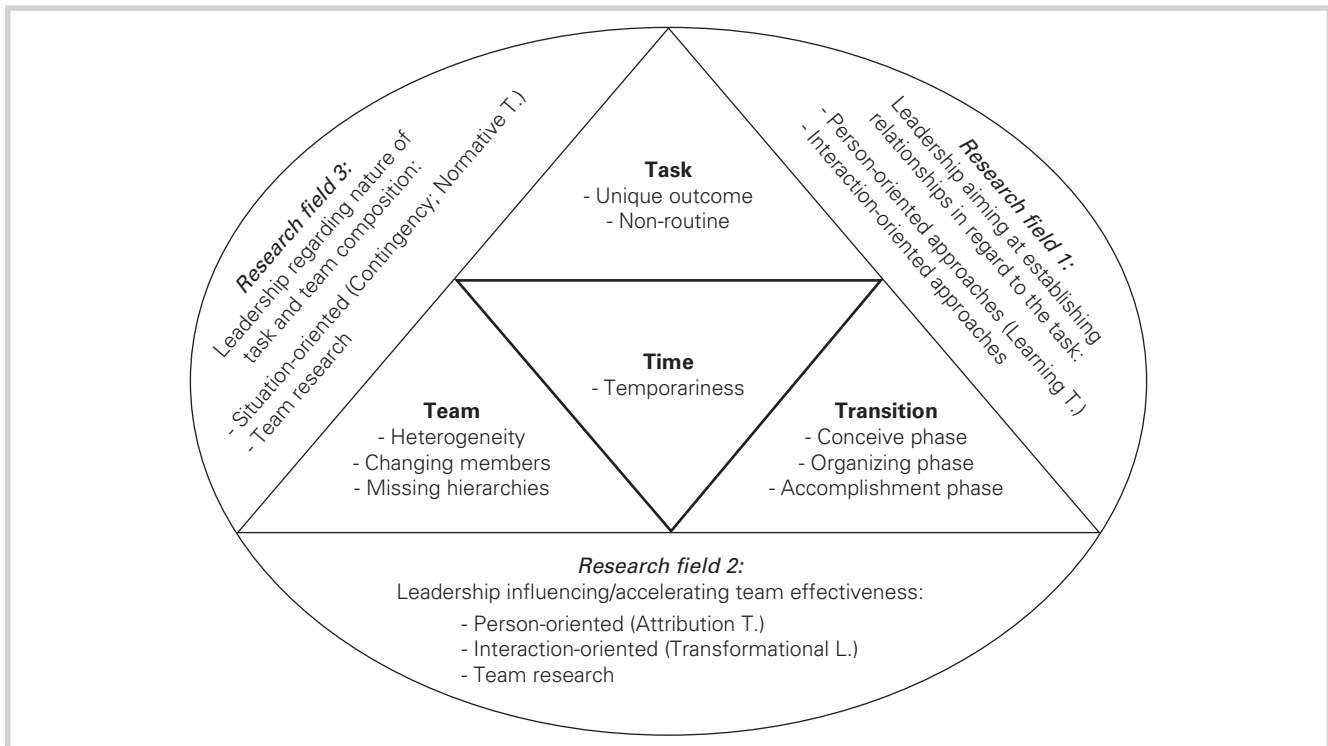 Research field 3:
Leadership regarding nature of
task and team composition:
- Situation-oriented (Contingency; Normative T.)
- Team research
Task
- Unique outcome
- Non-routine
Research field 1:
Leadership aiming at establishing
relationships in regard to the task:
- Person-oriented approaches (Learning T.)
- Interaction-oriented approaches
Time
- Temporariness
Team
- Heterogeneity
- Changing members
- Missing hierarchies
Transition
- Conceive phase
- Organizing phase
- Accomplishment phase
Research field 2:
Leadership influencing/accelerating team effectiveness:
- Person-oriented (Attribution T.)
- Interaction-oriented (Transformational L.)
- Team research